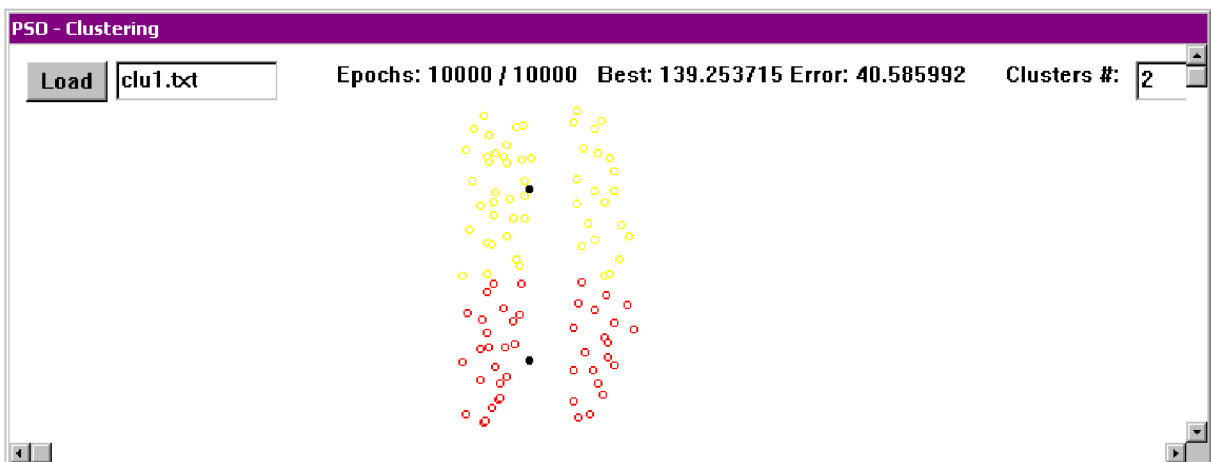 PSO - Clustering
Load clu1.txt Epochs: 10000 / 10000 Best: 139.253715 Error: 40.585992 Clusters #: 2